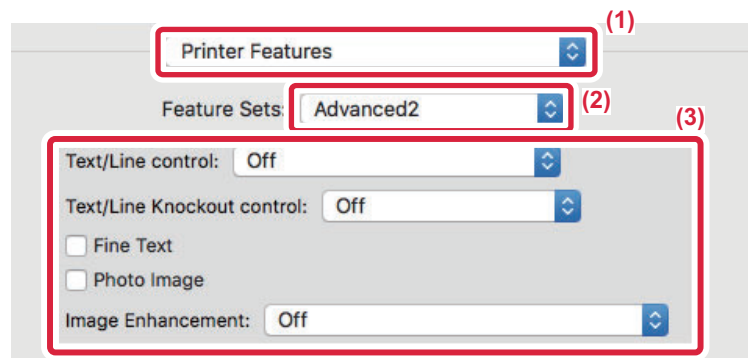 (1)
Printer Features
Feature Sets: Advanced2
(2)
(3)
Text/Line control: Off
Text/Line Knockout control: Off
Fine Text
Photo Image
Image Enhancement: Off